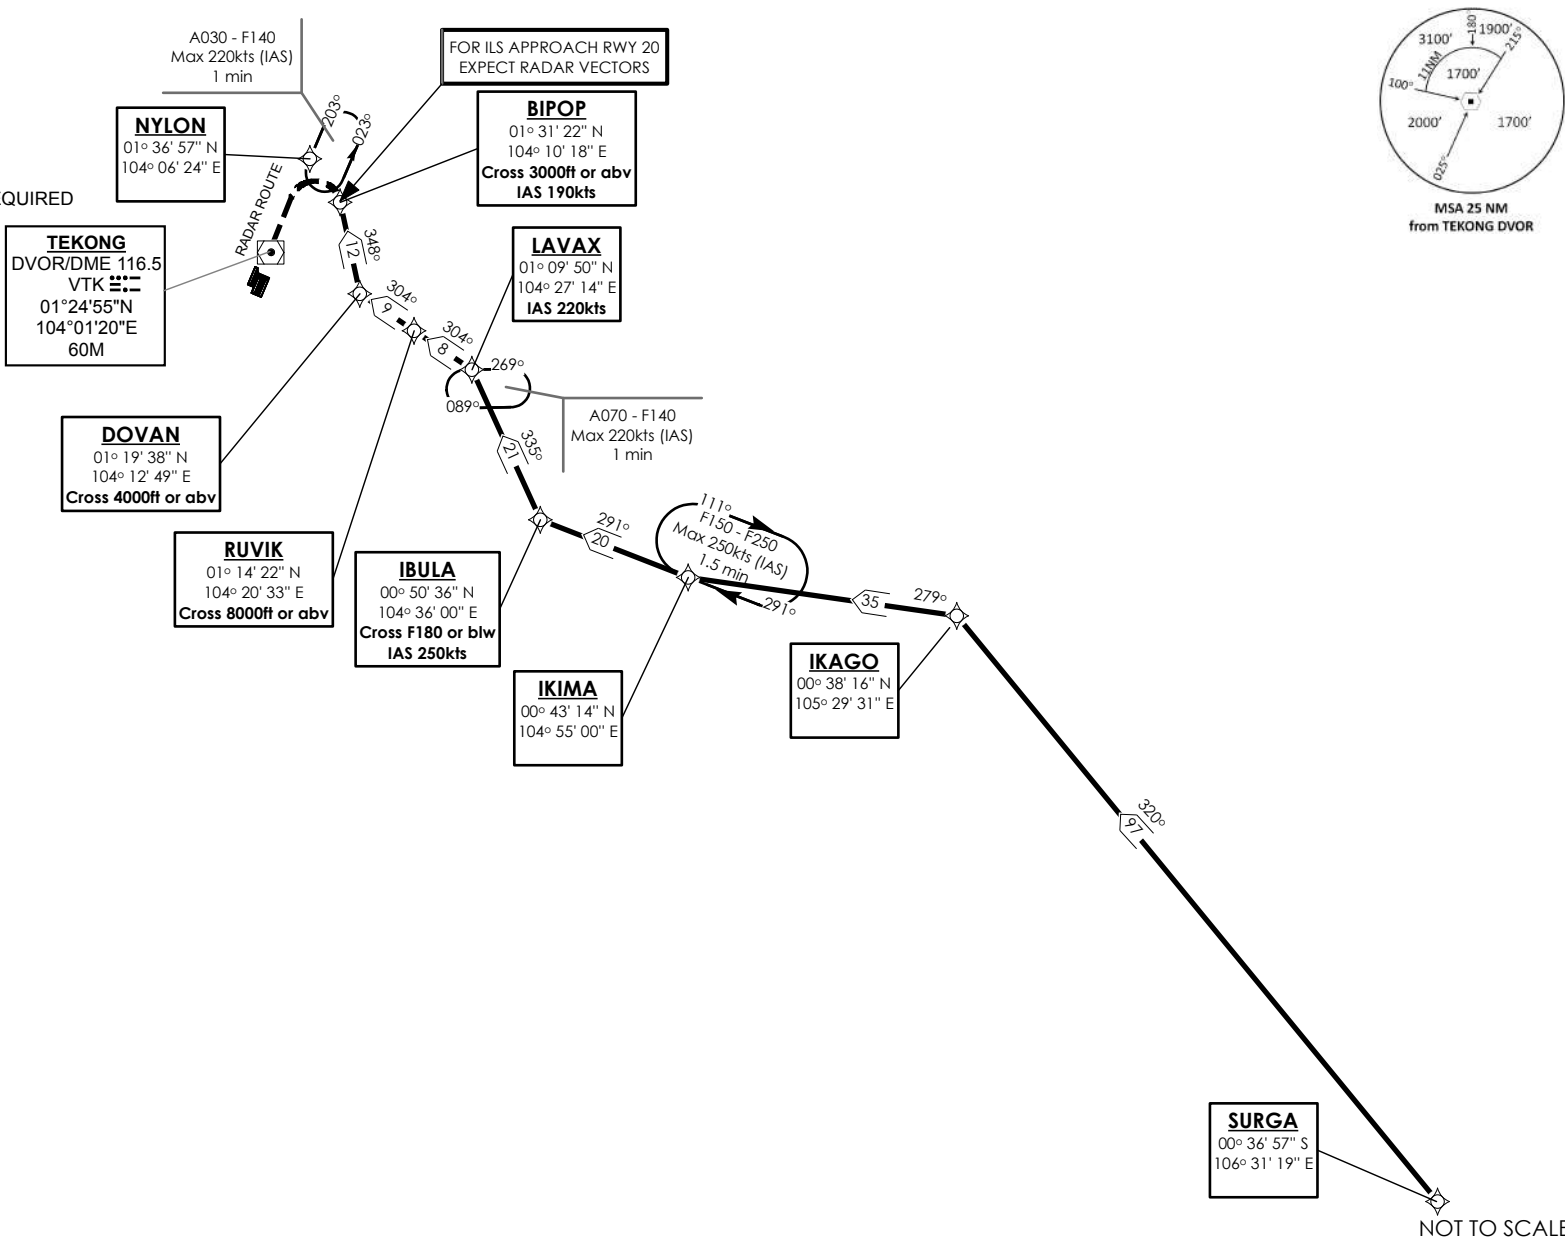 A030 - F140
Max 220kts (IAS)
1 min
FOR ILS APPROACH RWY 20
EXPECT RADAR VECTORS
3100'
180°
1900'
215°
11NM
1700'
100°
2000'
1700'
025°
MSA 25 NM
from TEKONG DVOR
NYLON
01° 36' 57" N
104° 06' 24" E
203°
023°
BIPOP
01° 31' 22" N
104° 10' 18" E
Cross 3000ft or abv
IAS 190kts
EQUIRED
RADAR ROUTE
TEKONG
DVOR/DME 116.5
VTK
01°24'55"N
104°01'20"E
60M
348°
12
LAVAX
01° 09' 50" N
104° 27' 14" E
IAS 220kts
304°
9
304°
8
269°
089°
A070 - F140
Max 220kts (IAS)
1 min
DOVAN
01° 19' 38" N
104° 12' 49" E
Cross 4000ft or abv
335°
21
RUVIK
01° 14' 22" N
104° 20' 33" E
Cross 8000ft or abv
IBULA
00° 50' 36" N
104° 36' 00" E
Cross F180 or blw
IAS 250kts
291°
20
111°
F150 - F250
Max 250kts (IAS)
1.5 min
291°
35
279°
IKIMA
00° 43' 14" N
104° 55' 00" E
IKAGO
00° 38' 16" N
105° 29' 31" E
320°
97
SURGA
00° 36' 57" S
106° 31' 19" E
NOT TO SCALE